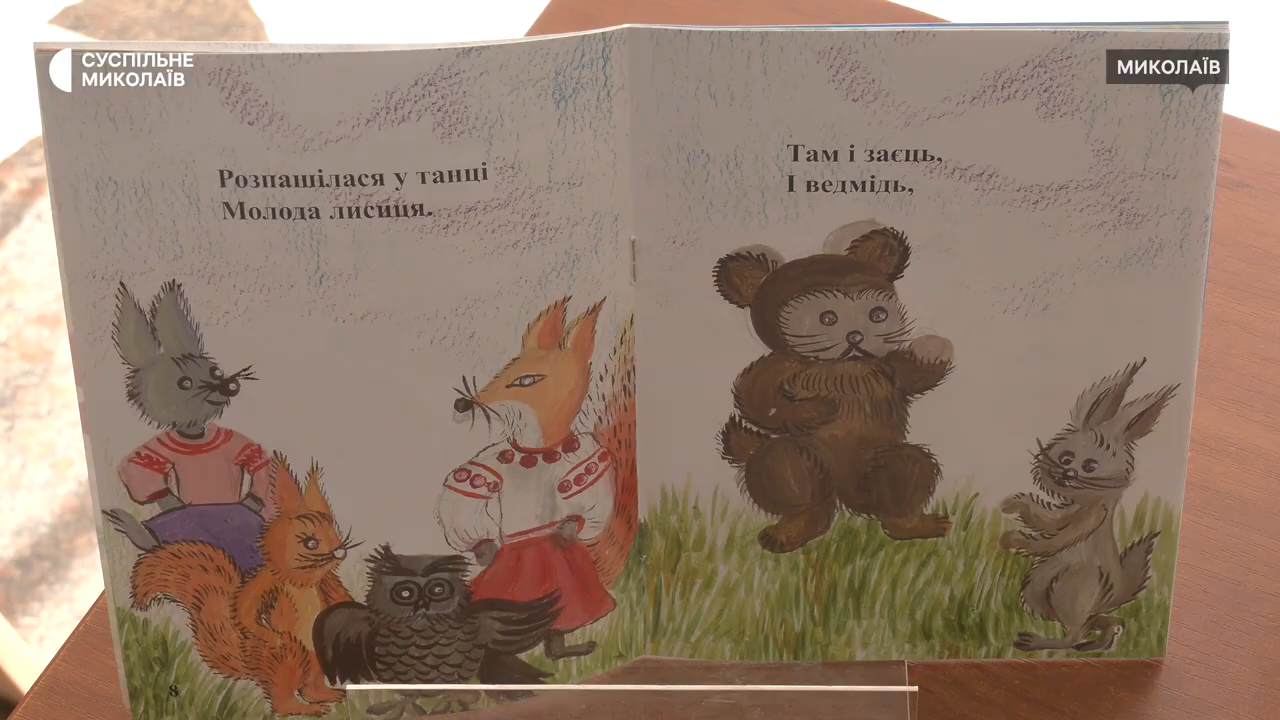 СУСПІЛЬНЕ
МИКОЛАЇВ
МИКОЛАЇВ
Розпашілася у танці
Молода лисиця.
Там і заєць,
І ведмідь,
8